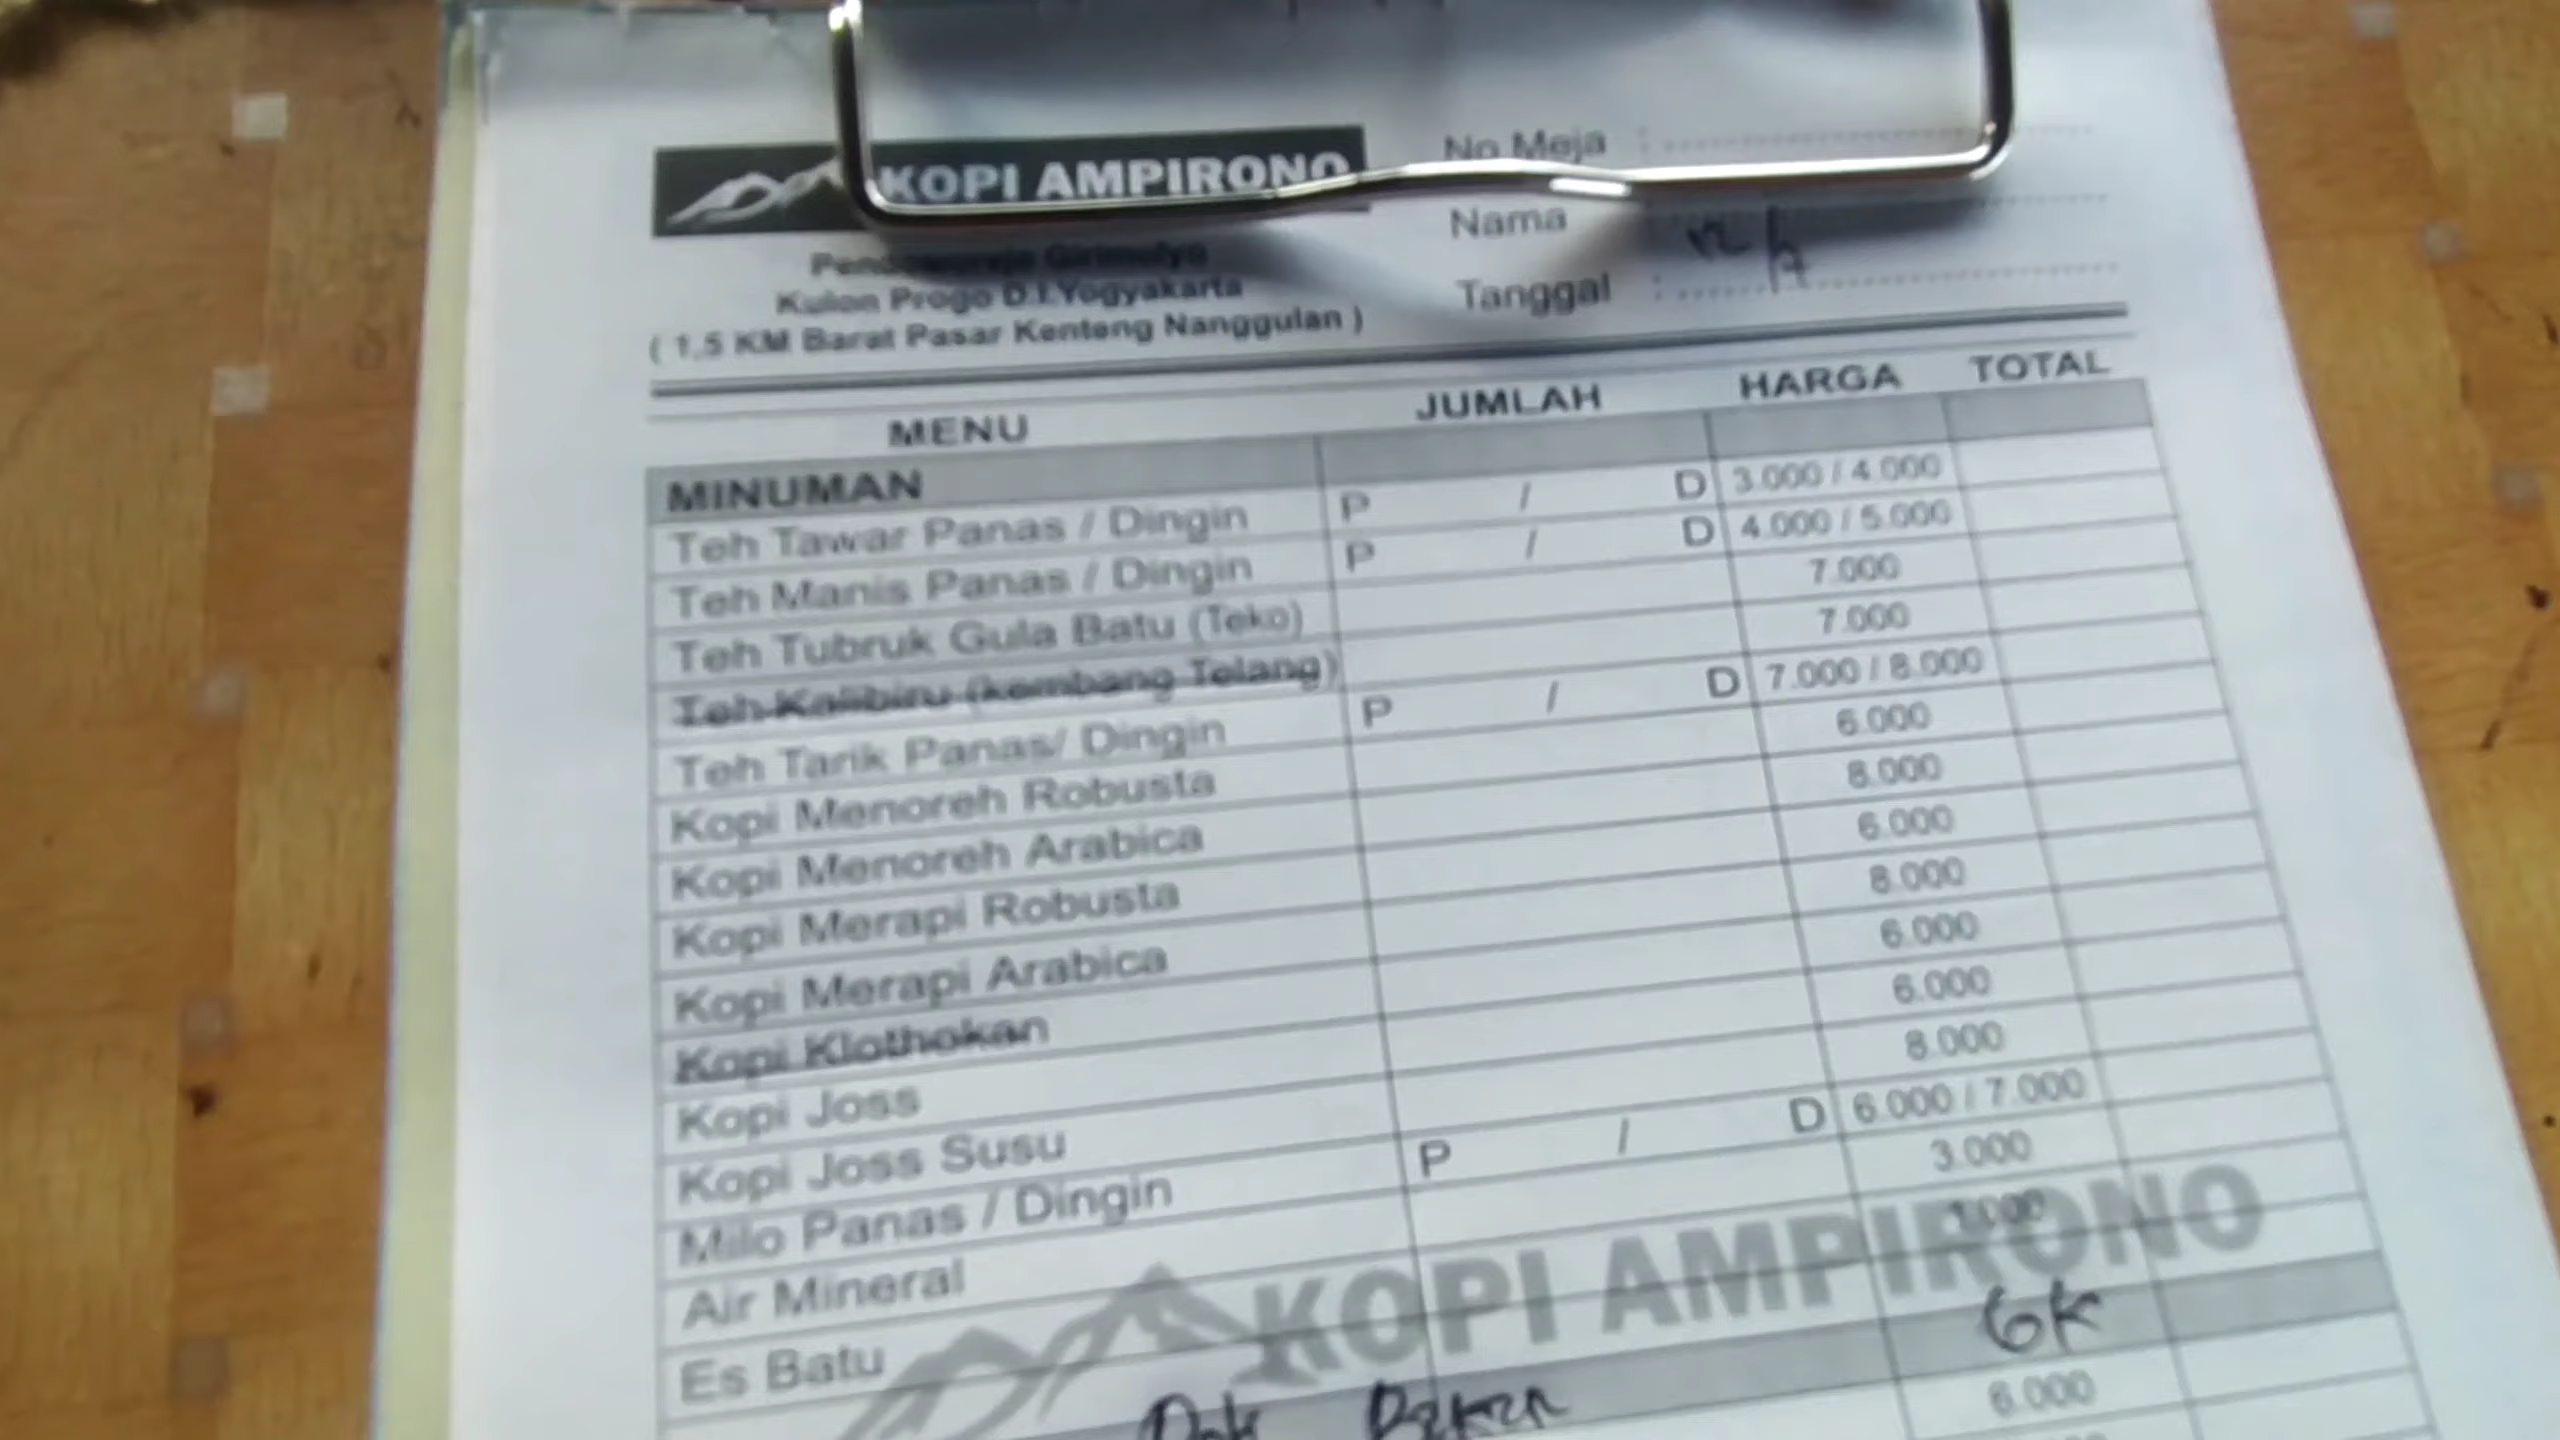 KOPI AMPIRONO
No Meja :
Nama
Tanggal :
Kulon Progo D.I.Yogyakarta
( 1,5 KM Barat Pasar Kenteng Nanggulan )
MENU JUMLAH HARGA TOTAL
MINUMAN
Teh Tawar Panas / Dingin P / D 3.000 / 4.000
Teh Manis Panas / Dingin P / D 4.000 / 5.000
Teh Tubruk Gula Batu (Teko) 7.000
Teh Kalibiru (kembang Telang) 7.000
Teh Tarik Panas/ Dingin P / D 7.000 / 8.000
Kopi Menoreh Robusta 6.000
Kopi Menoreh Arabica 8.000
Kopi Merapi Robusta 6.000
Kopi Merapi Arabica 8.000
Kopi Klothokan 6.000
Kopi Joss 6.000
Kopi Joss Susu 8.000
Milo Panas / Dingin P / D 6.000 / 7.000
Air Mineral 3.000
Es Batu
KOPI AMPIRONO
6k
6.000